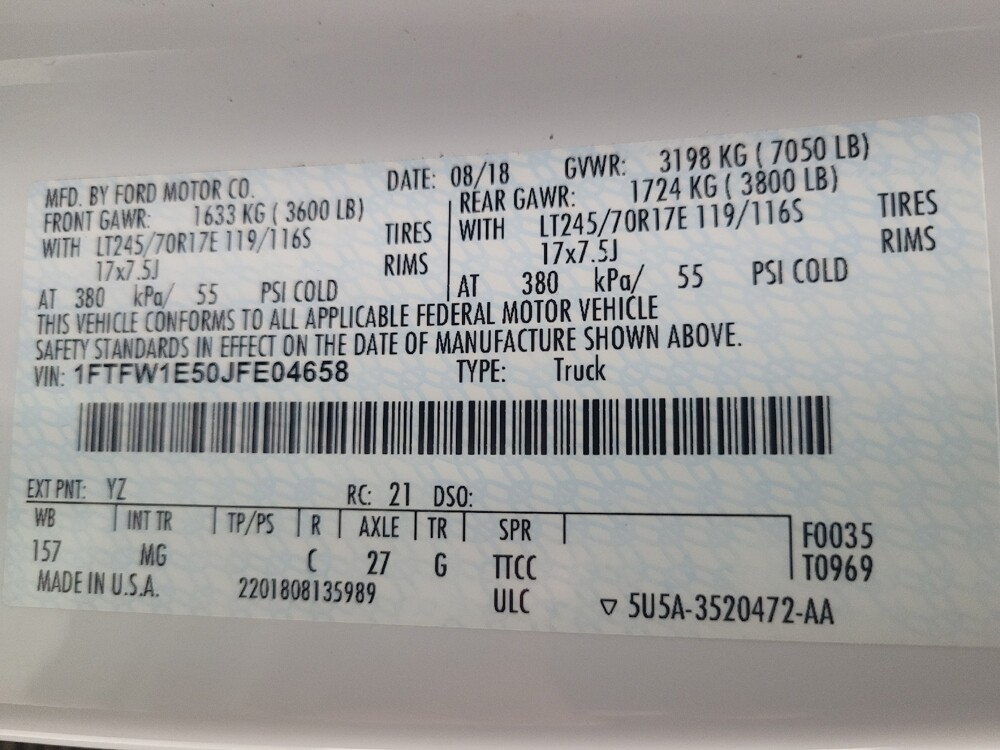 MFD. BY FORD MOTOR CO. DATE: 08/18 GVWR: 3198 KG ( 7050 LB)
FRONT GAWR: 1633 KG ( 3600 LB) REAR GAWR: 1724 KG ( 3800 LB)
WITH LT245/70R17E 119/116S TIRES WITH LT245/70R17E 119/116S TIRES
17x7.5J RIMS 17x7.5J RIMS
AT 380 kPa/ 55 PSI COLD AT 380 kPa/ 55 PSI COLD
THIS VEHICLE CONFORMS TO ALL APPLICABLE FEDERAL MOTOR VEHICLE
SAFETY STANDARDS IN EFFECT ON THE DATE OF MANUFACTURE SHOWN ABOVE.
VIN: 1FTFW1E50JFE04658 TYPE: Truck
EXT PNT: YZ RC: 21 DSO:
WB INT TR TP/PS R AXLE TR SPR F0035
157 MG C 27 G TTCC T0969
MADE IN U.S.A. 2201808135989 ULC ▽ 5U5A-3520472-AA